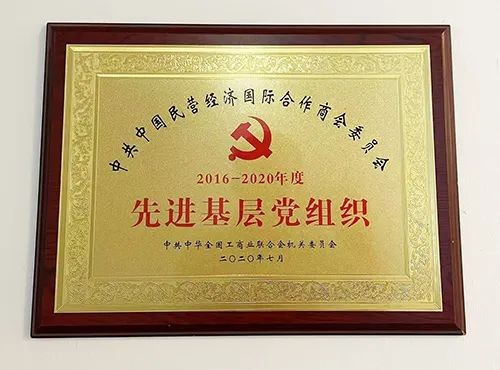 中共中国民营经济国际合作商会委员会
2016-2020年度
先进基层党组织
中共中华全国工商业联合会机关委员会
二〇二〇年七月